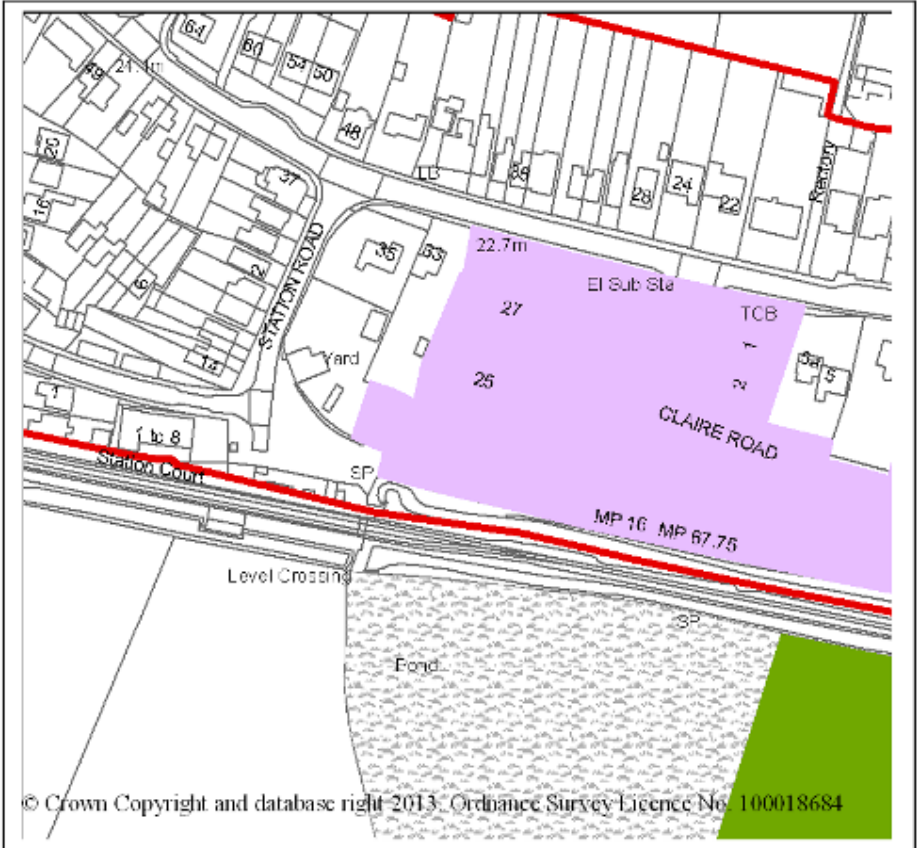 64
60
54
50
49
21.4m
48
20
LB
38
Rectory
37
28
24
22
16
35
33
22.7m
2
STATION ROAD
El Sub Sta
6
27
TCB
1
Yard
3a
5
14
25
2
1
CLAIRE ROAD
1 to 8
Station Court
SP
MP 16 MP 67.75
Level Crossing
SP
Pond
© Crown Copyright and database right 2013. Ordnance Survey Licence No. 100018684